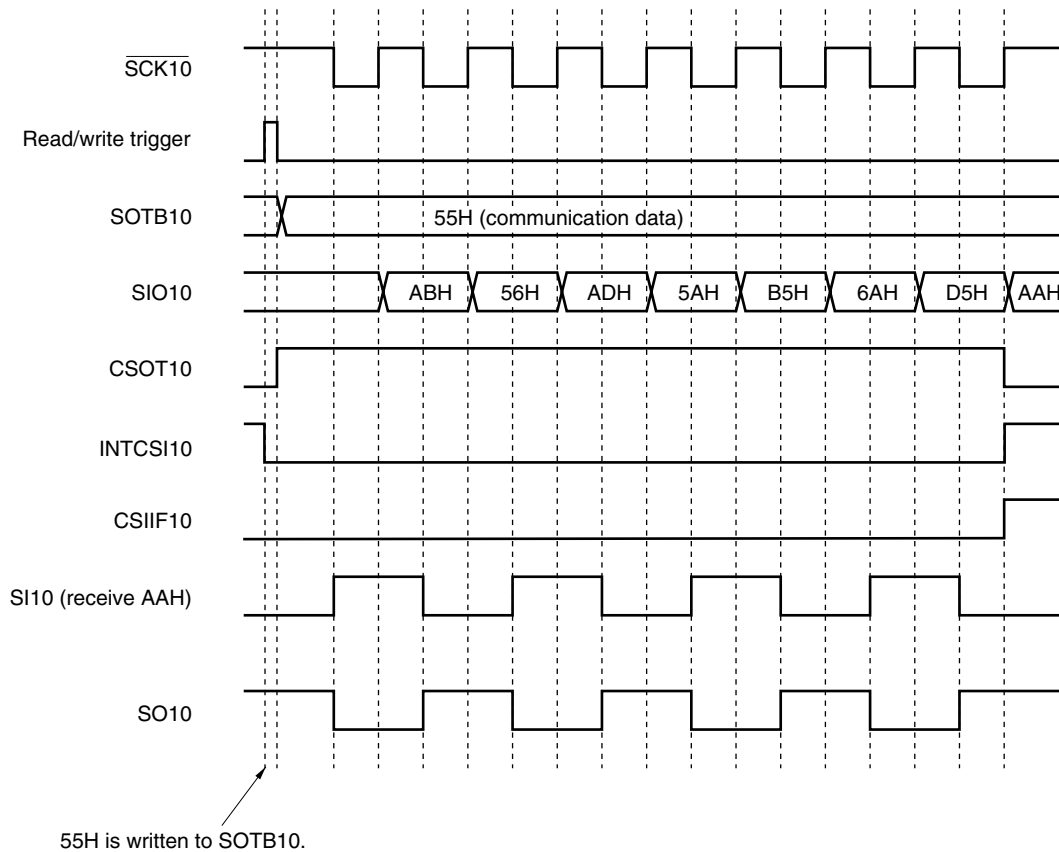 SCK10
Read/write trigger
SOTB10
55H (communication data)
SIO10
ABH 56H ADH 5AH B5H 6AH D5H AAH
CSOT10
INTCSI10
CSIIF10
SI10 (receive AAH)
SO10
55H is written to SOTB10.